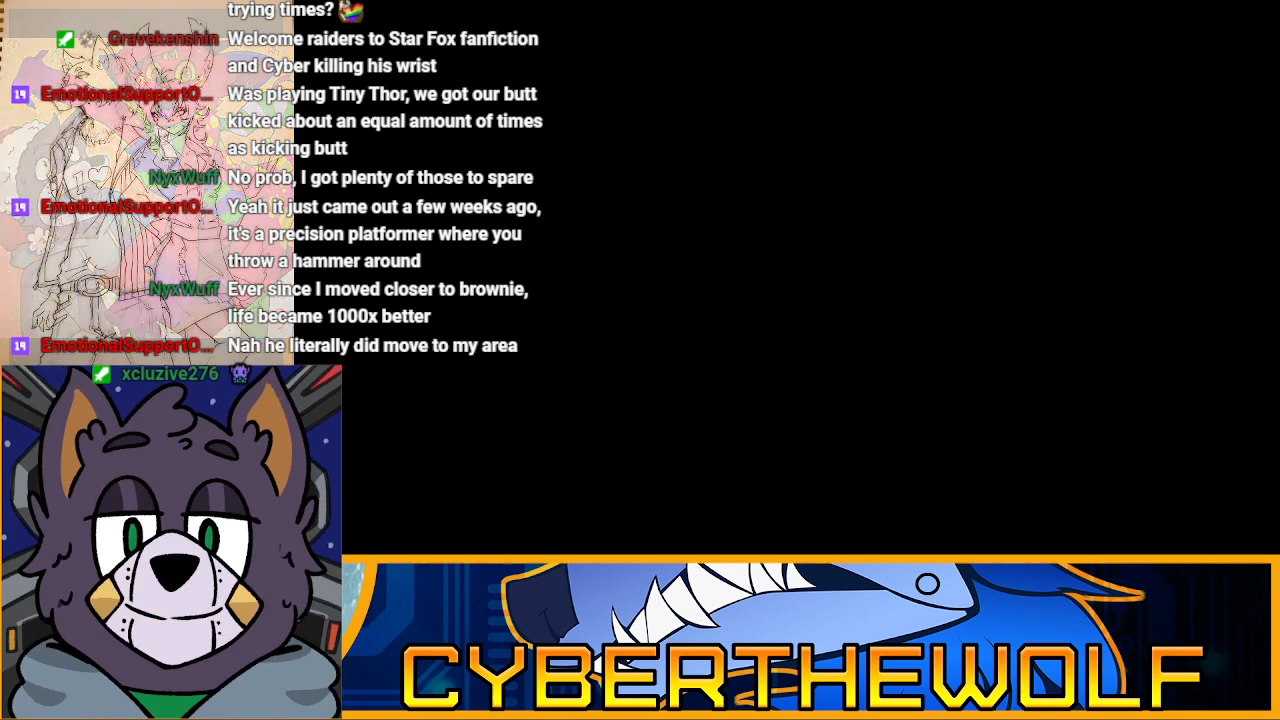 trying times?
Gravekenshin Welcome raiders to Star Fox fanfiction
and Cyber killing his wrist
14 EmotionalSupportO... Was playing Tiny Thor, we got our butt
kicked about an equal amount of times
as kicking butt
NyxWuff No prob, I got plenty of those to spare
14 EmotionalSupportO... Yeah it just came out a few weeks ago,
it's a precision platformer where you
throw a hammer around
NyxWuff Ever since I moved closer to brownie,
life became 1000x better
14 EmotionalSupportO... Nah he literally did move to my area
xcluzive276
CYBERTHEWOLF